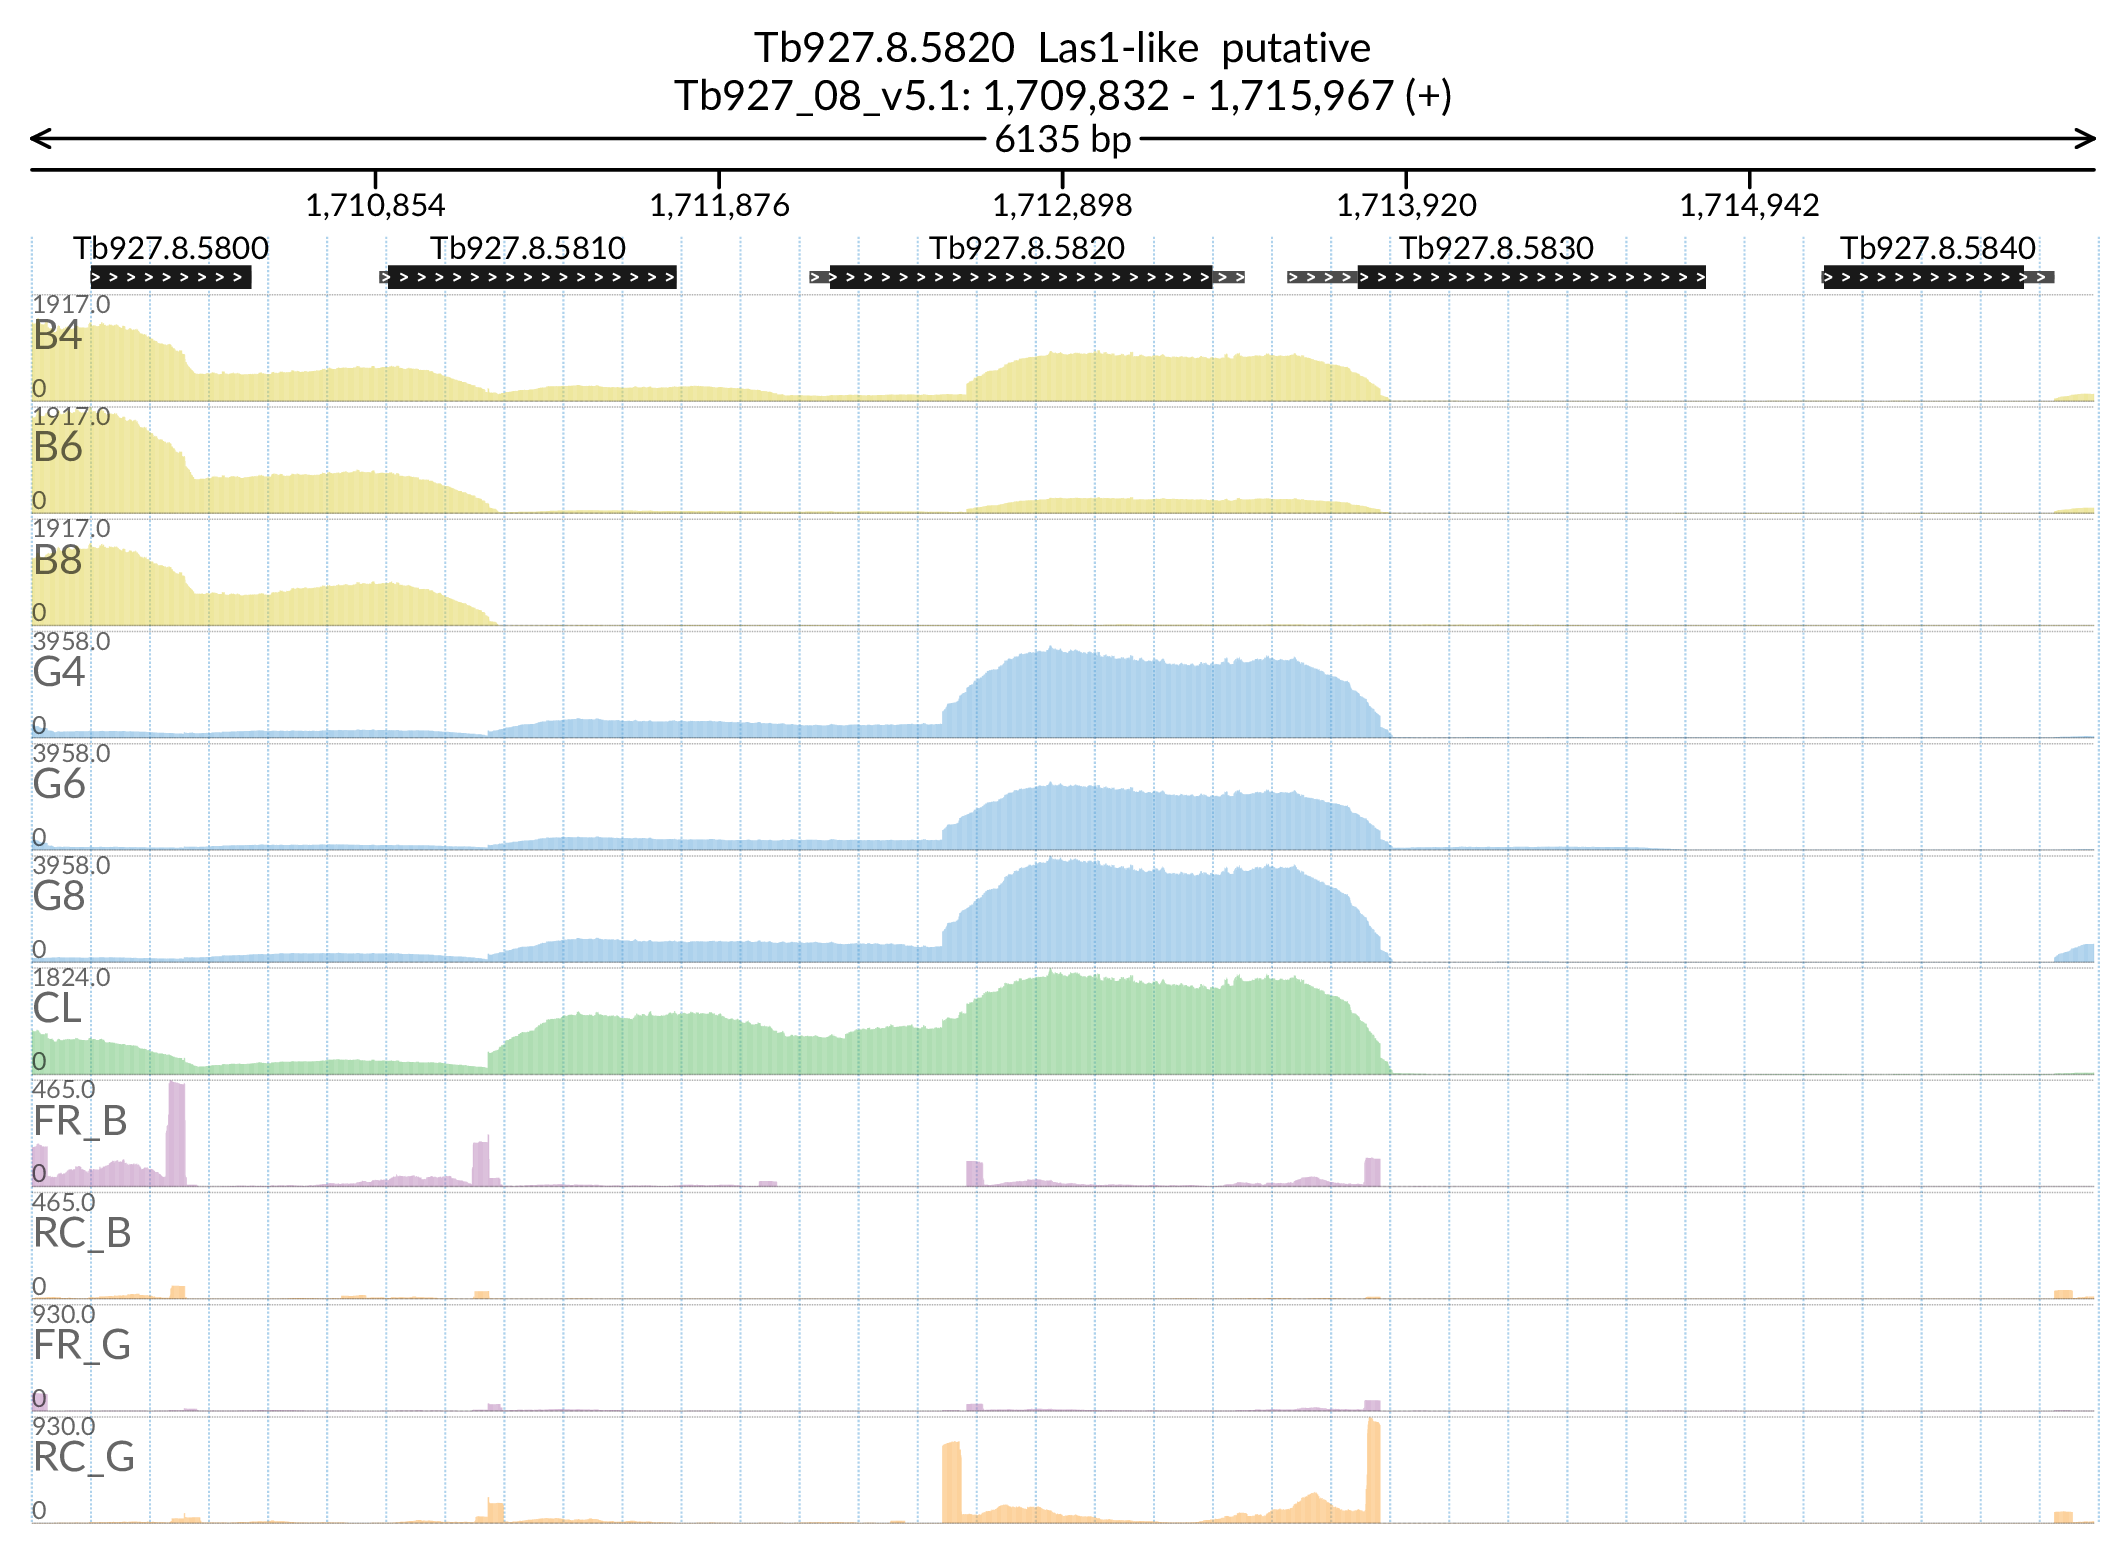 Tb927.8.5820 Las1-like putative
Tb927_08_v5.1: 1,709,832 - 1,715,967 (+)
6135 bp
1,710,854 1,711,876 1,712,898 1,713,920 1,714,942
Tb927.8.5800 Tb927.8.5810 Tb927.8.5820 Tb927.8.5830 Tb927.8.5840
1917.0
B4
0
1917.0
B6
0
1917.0
B8
0
3958.0
G4
0
3958.0
G6
0
3958.0
G8
0
1824.0
CL
0
465.0
FR_B
0
465.0
RC_B
0
930.0
FR_G
0
930.0
RC_G
0